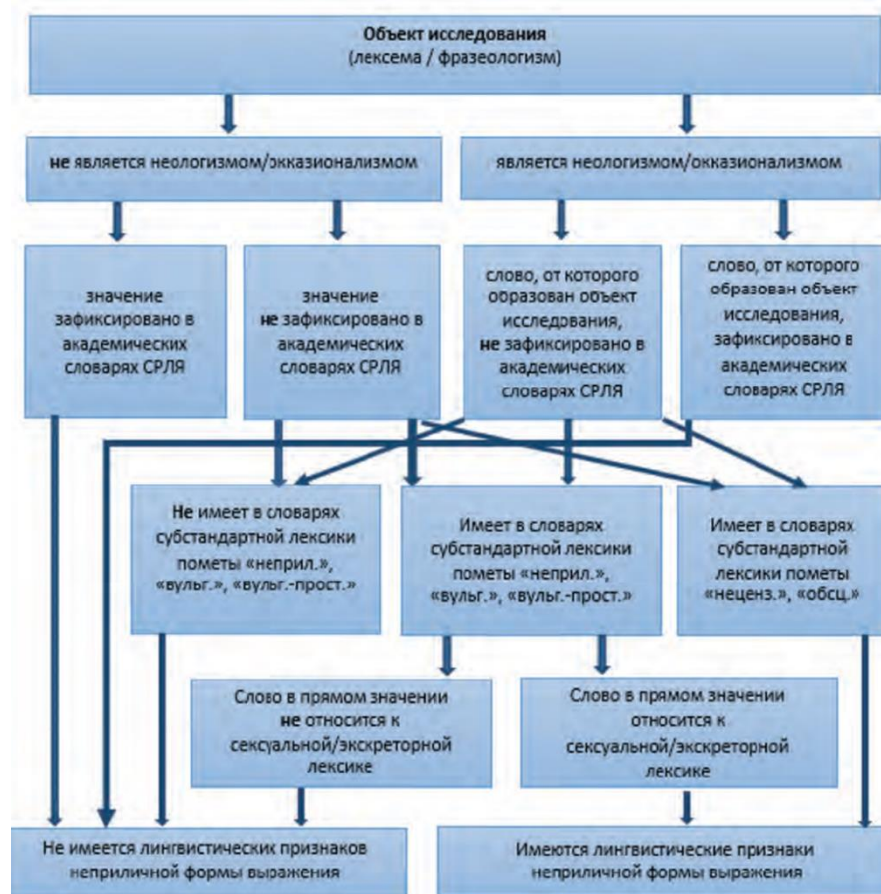 Объект исследования
(лексема / фразеологизм)
не является неологизмом/окказионализмом
является неологизмом/окказионализмом
значение
зафиксировано в
академических
словарях СРЛЯ
значение
не зафиксировано в
академических
словарях СРЛЯ
слово, от которого
образован объект
исследования,
не зафиксировано в
академических
словарях СРЛЯ
слово, от которого
образован объект
исследования,
зафиксировано в
академических
словарях СРЛЯ
Не имеет в словарях
субстандартной лексики
пометы «неприл.»,
«вульг.», «вульг.-прост.»
Имеет в словарях
субстандартной лексики
пометы «неприл.»,
«вульг.», «вульг.-прост.»
Имеет в словарях
субстандартной
лексики пометы
«неценз.», «обсц.»
Слово в прямом значении
не относится к
сексуальной/экскреторной
лексике
Слово в прямом значении
относится к
сексуальной/экскреторной
лексике
Не имеется лингвистических признаков
неприличной формы выражения
Имеются лингвистические признаки
неприличной формы выражения